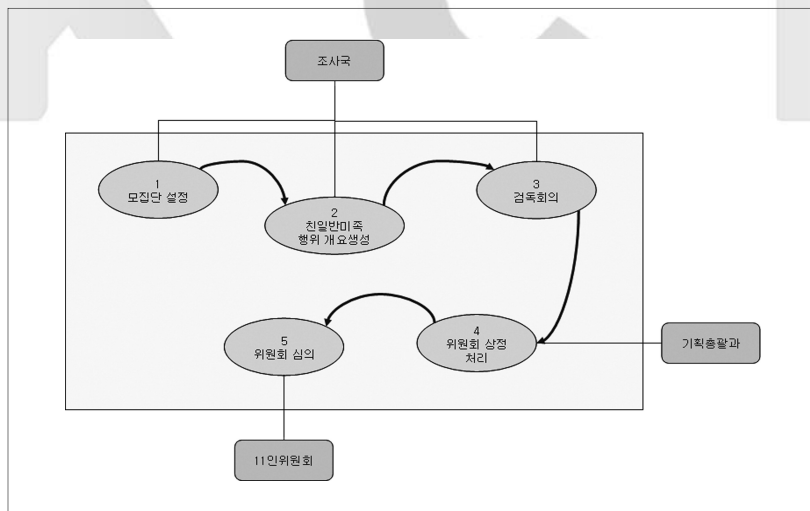 조사국
1
모집단 설정
2
친일반미족
행위 개요생성
3
검독회의
4
위원회 상정
처리
5
위원회 심의
기획총괄과
11인위원회